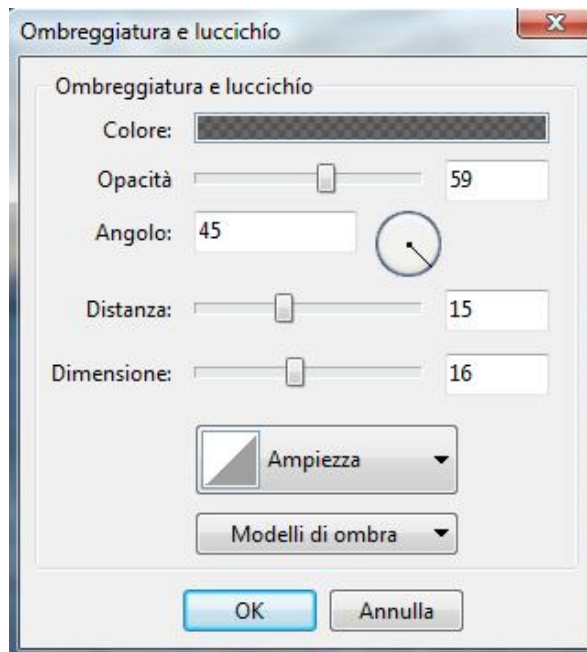 Ombreggiatura e luccichío
Ombreggiatura e luccichío
Colore:
Opacità 59
Angolo: 45
Distanza: 15
Dimensione: 16
Ampiezza
Modelli di ombra
OK Annulla